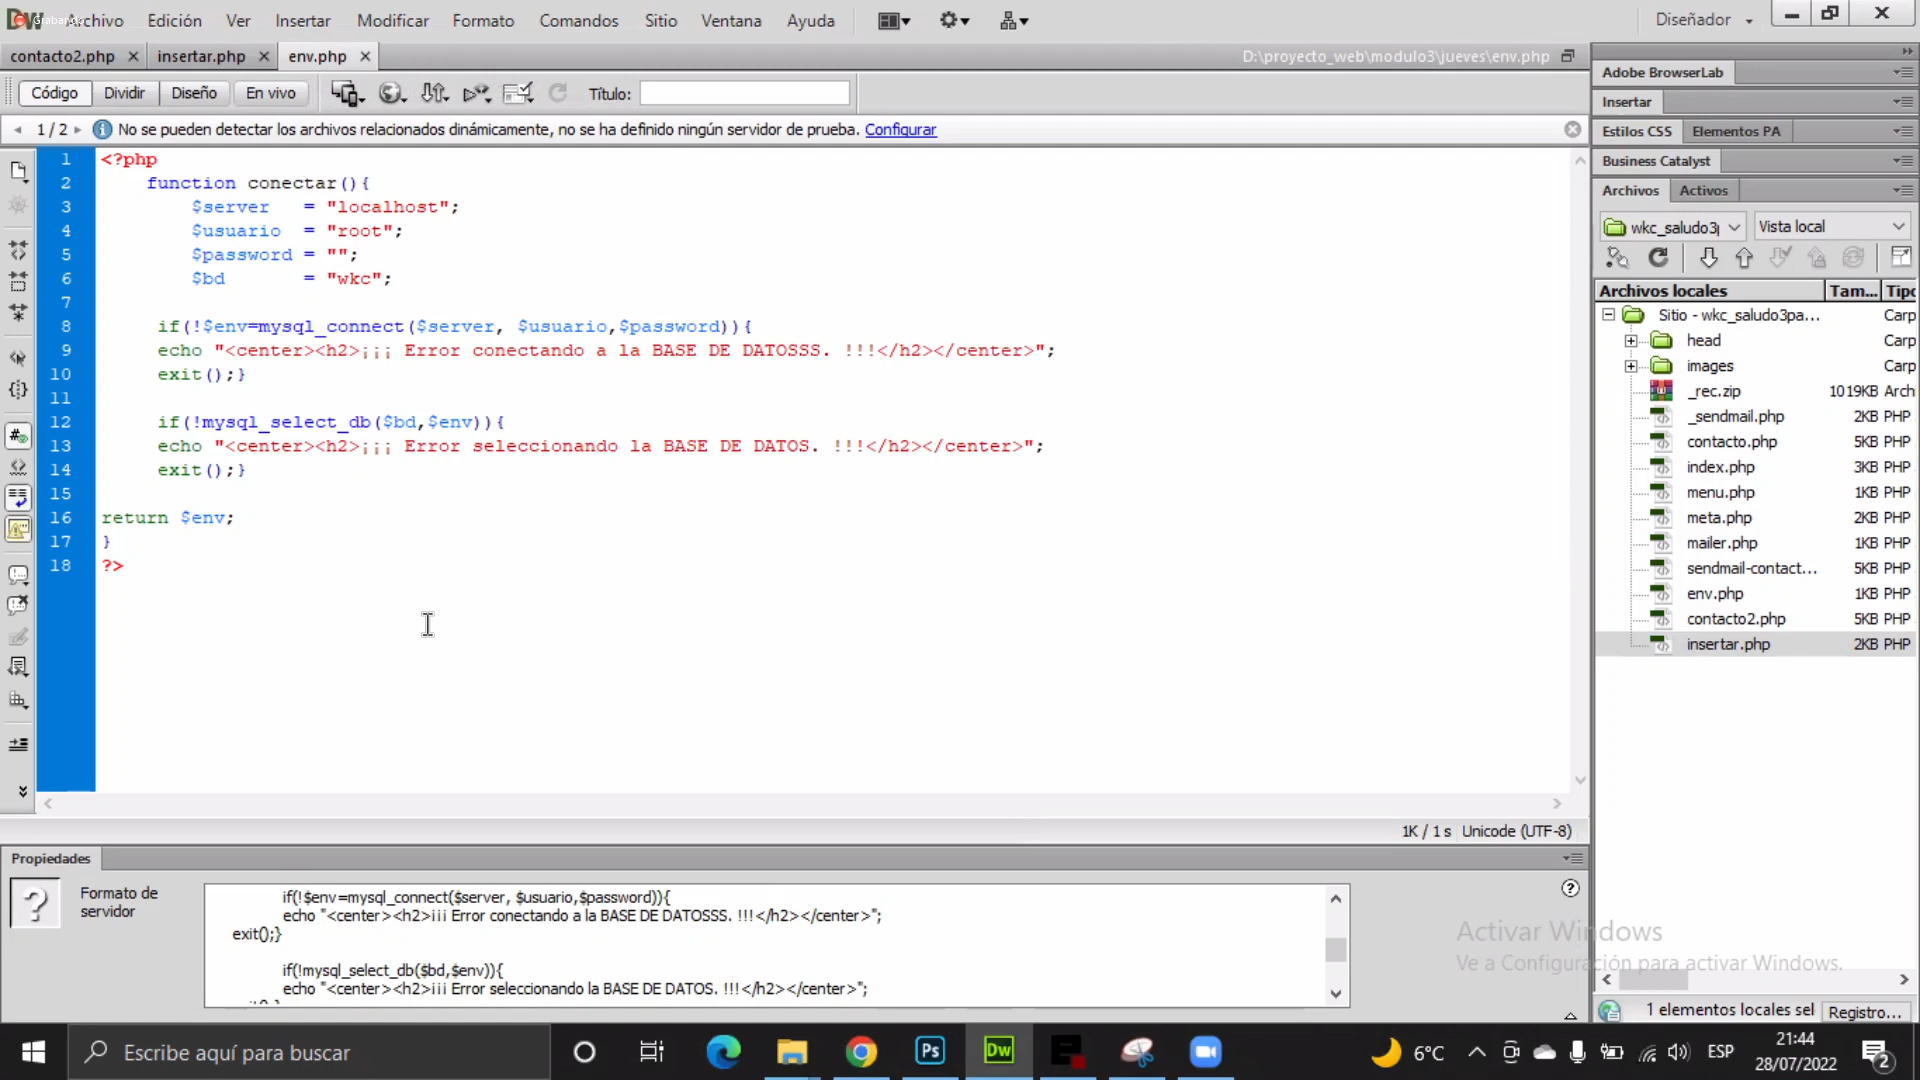 Grabando
Archivo Edición Ver Insertar Modificar Formato Comandos Sitio Ventana Ayuda Diseñador
contacto2.php insertar.php env.php D:\proyecto_web\modulo3\jueves\env.php
Código Dividir Diseño En vivo Título:
1 / 2 No se pueden detectar los archivos relacionados dinámicamente, no se ha definido ningún servidor de prueba. Configurar
1 <?php
2 function conectar(){
3 $server = "localhost";
4 $usuario = "root";
5 $password = "";
6 $bd = "wkc";
7
8 if(!$env=mysql_connect($server, $usuario,$password)){
9 echo "<center><h2>¡¡¡ Error conectando a la BASE DE DATOSSS. !!!</h2></center>";
10 exit();}
11
12 if(!mysql_select_db($bd,$env)){
13 echo "<center><h2>¡¡¡ Error seleccionando la BASE DE DATOS. !!!</h2></center>";
14 exit();}
15
16 return $env;
17 }
18 ?>
1K / 1 s Unicode (UTF-8)
Propiedades
Formato de
servidor
if(!$env=mysql_connect($server, $usuario,$password)){
echo "<center><h2>¡¡¡ Error conectando a la BASE DE DATOSSS. !!!</h2></center>";
exit();}
if(!mysql_select_db($bd,$env)){
echo "<center><h2>¡¡¡ Error seleccionando la BASE DE DATOS. !!!</h2></center>";
Adobe BrowserLab
Insertar
Estilos CSS Elementos PA
Business Catalyst
Archivos Activos
wkc_saludo3p Vista local
Archivos locales Tam... Tipo
Sitio - wkc_saludo3pa... Carp
head Carp
images Carp
_rec.zip 1019KB Arch
_sendmail.php 2KB PHP
contacto.php 5KB PHP
index.php 3KB PHP
menu.php 1KB PHP
meta.php 2KB PHP
mailer.php 1KB PHP
sendmail-contact... 5KB PHP
env.php 1KB PHP
contacto2.php 5KB PHP
insertar.php 2KB PHP
Activar Windows
Ve a Configuración para activar Windows.
1 elementos locales sel Registro...
Escribe aquí para buscar
Ps
Dw
6°C
ESP
21:44
28/07/2022
2